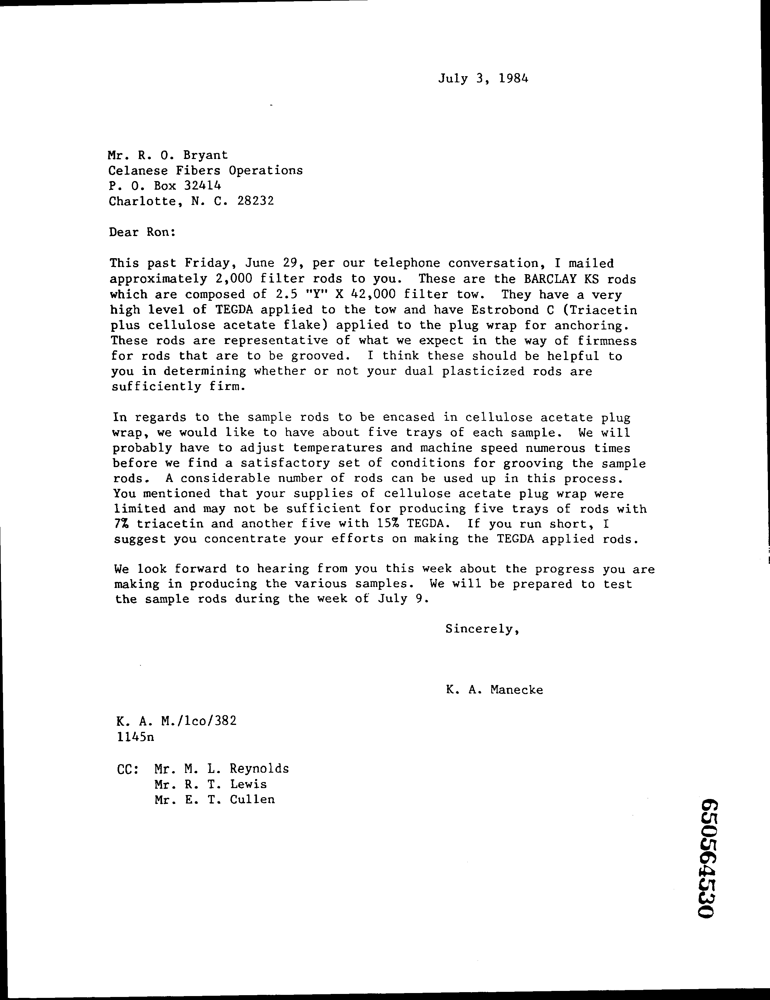 July 3, 1984
Mr. R. O. Bryant
Celanese Fibers Operations
P. O. Box 32414
Charlotte, N. C. 28232
Dear Ron:
This past Friday, June 29, per our telephone conversation, I mailed
approximately 2,000 filter rods to you. These are the BARCLAY KS rods
which are composed of 2.5 "Y" X 42,000 filter tow. They have a very
high level of TEGDA applied to the tow and have Estrobond C (Triacetin
plus cellulose acetate flake) applied to the plug wrap for anchoring.
These rods are representative of what we expect in the way of firmness
for rods that are to be grooved. I think these should be helpful to
you in determining whether or not your dual plasticized rods are
sufficiently firm.
In regards to the sample rods to be encased in cellulose acetate plug
wrap, we would like to have about five trays of each sample. We will
probably have to adjust temperatures and machine speed numerous times
before we find a satisfactory set of conditions for grooving the sample
rods. A considerable number of rods can be used up in this process.
You mentioned that your supplies of cellulose acetate plug wrap were
limited and may not be sufficient for producing five trays of rods with
7% triacetin and another five with 15% TEGDA. If you run short, I
suggest you concentrate your efforts on making the TEGDA applied rods.
We look forward to hearing from you this week about the progress you are
making in producing the various samples. We will be prepared to test
the sample rods during the week of July 9.
Sincerely,
K. A. Manecke
K. A. M./lco/382
1145n
CC: Mr. M. L. Reynolds
Mr. R. T. Lewis
Mr. E. T. Cullen
650564530